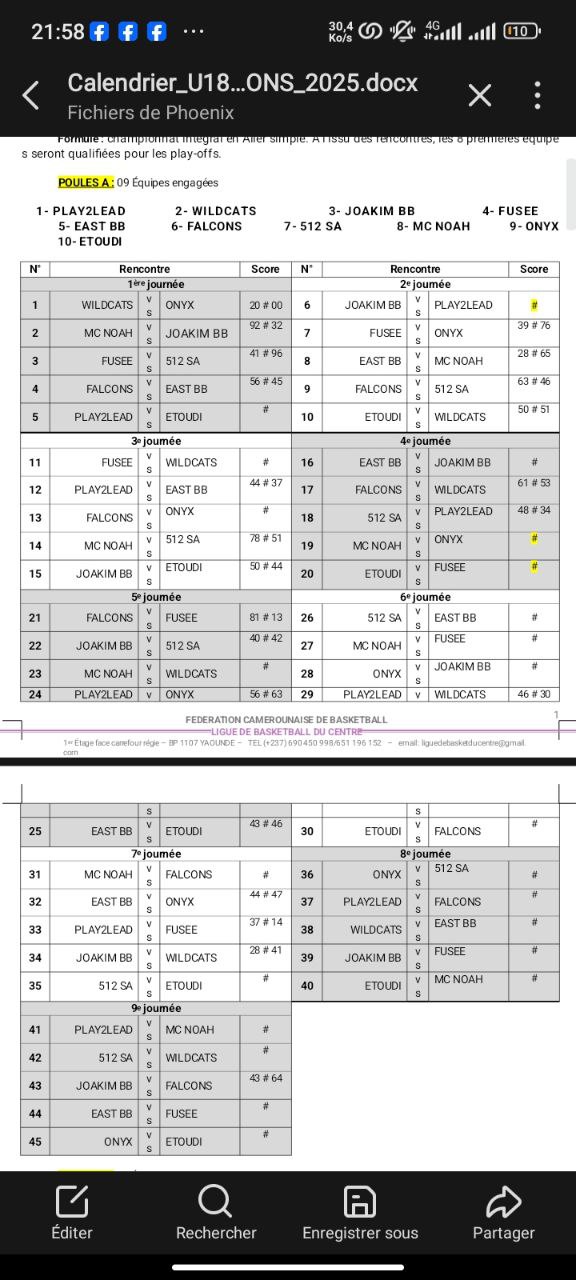 21:58 ... 30,4 Ko/s 4G 10
Calendrier_U18...ONS_2025.docx
Fichiers de Phoenix
Formule : championnat intégral en Aller simple. A l'issu des rencontres, les 8 premières équipe
s seront qualifiées pour les play-offs.
POULES A : 09 Équipes engagées
1- PLAY2LEAD 2- WILDCATS 3- JOAKIM BB 4- FUSEE
5- EAST BB 6- FALCONS 7- 512 SA 8- MC NOAH 9- ONYX
10- ETOUDI
N° Rencontre Score N° Rencontre Score
1ère journée 2e journée
1 WILDCATS vs ONYX 20 # 00 6 JOAKIM BB vs PLAY2LEAD #
2 MC NOAH vs JOAKIM BB 92 # 32 7 FUSEE vs ONYX 39 # 76
3 FUSEE vs 512 SA 41 # 96 8 EAST BB vs MC NOAH 28 # 65
4 FALCONS vs EAST BB 56 # 45 9 FALCONS vs 512 SA 63 # 46
5 PLAY2LEAD vs ETOUDI # 10 ETOUDI vs WILDCATS 50 # 51
3e journée 4e journée
11 FUSEE vs WILDCATS # 16 EAST BB vs JOAKIM BB #
12 PLAY2LEAD vs EAST BB 44 # 37 17 FALCONS vs WILDCATS 61 # 53
13 FALCONS vs ONYX # 18 512 SA vs PLAY2LEAD 48 # 34
14 MC NOAH vs 512 SA 78 # 51 19 MC NOAH vs ONYX #
15 JOAKIM BB vs ETOUDI 50 # 44 20 ETOUDI vs FUSEE #
5e journée 6e journée
21 FALCONS vs FUSEE 81 # 13 26 512 SA vs EAST BB #
22 JOAKIM BB vs 512 SA 40 # 42 27 MC NOAH vs FUSEE #
23 MC NOAH vs WILDCATS # 28 ONYX vs JOAKIM BB #
24 PLAY2LEAD v ONYX 56 # 63 29 PLAY2LEAD v WILDCATS 46 # 30
1
FEDERATION CAMEROUNAISE DE BASKETBALL
LIGUE DE BASKETBALL DU CENTRE
1er Étage face carrefour régie – BP 1107 YAOUNDE – TEL (+237) 690 450 998/651 196 152 – email: liguedebasketducentre@gmail.
com
s s
25 EAST BB vs ETOUDI 43 # 46 30 ETOUDI vs FALCONS #
7e journée 8e journée
31 MC NOAH vs FALCONS # 36 ONYX vs 512 SA #
32 EAST BB vs ONYX 44 # 47 37 PLAY2LEAD vs FALCONS #
33 PLAY2LEAD vs FUSEE 37 # 14 38 WILDCATS vs EAST BB #
34 JOAKIM BB vs WILDCATS 28 # 41 39 JOAKIM BB vs FUSEE #
35 512 SA vs ETOUDI # 40 ETOUDI vs MC NOAH #
9e journée
41 PLAY2LEAD vs MC NOAH #
42 512 SA vs WILDCATS #
43 JOAKIM BB vs FALCONS 43 # 64
44 EAST BB vs FUSEE #
45 ONYX vs ETOUDI #
Éditer Rechercher Enregistrer sous Partager